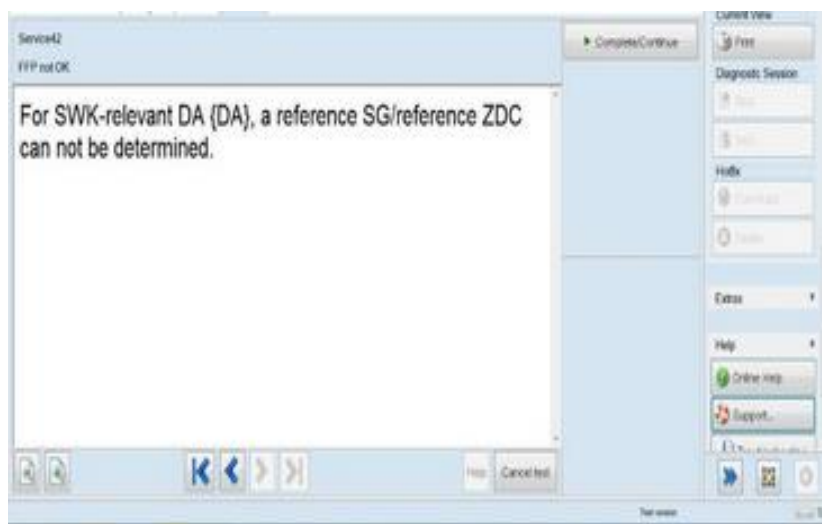 Service42
FFP not OK
For SWK-relevant DA {DA}, a reference SG/reference ZDC
can not be determined.
Cancel test
Complete/Continue
Current View
Print
Diagnostic Session
Hotfix
Extras
Help
Online Help
Support...